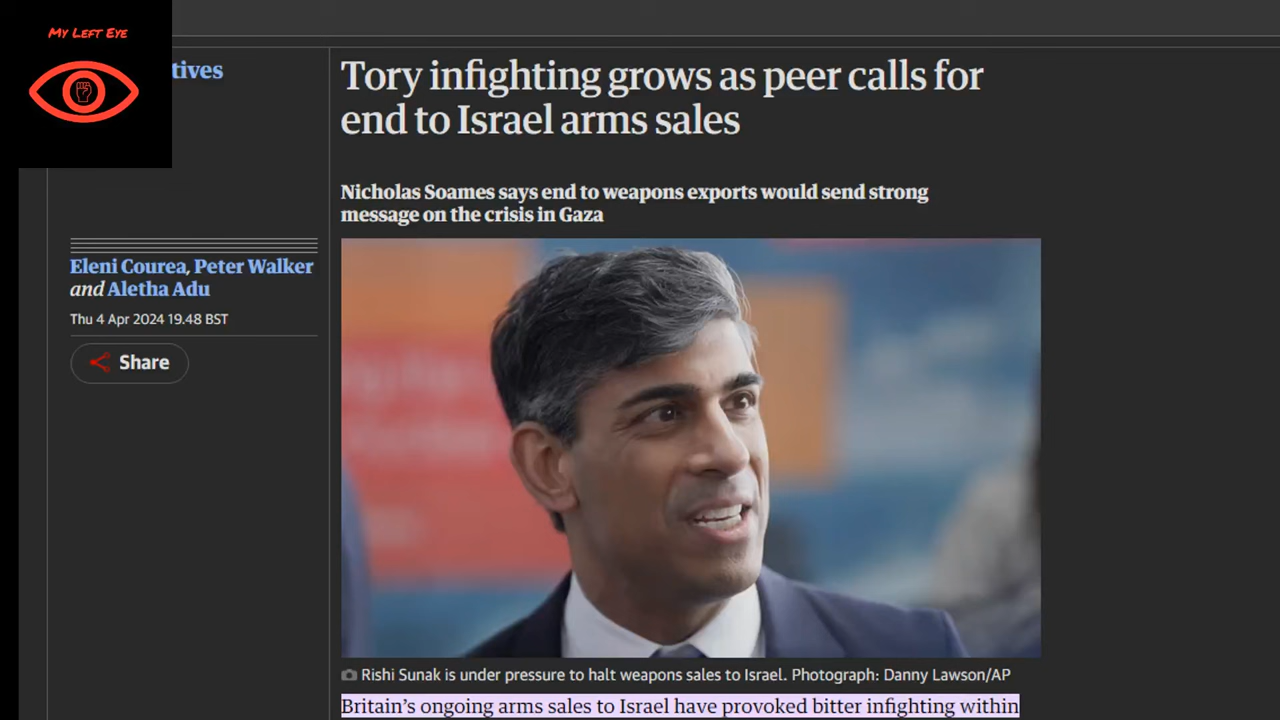 My Left Eye
tives
Tory infighting grows as peer calls for
end to Israel arms sales
Nicholas Soames says end to weapons exports would send strong
message on the crisis in Gaza
Eleni Courea, Peter Walker
and Aletha Adu
Thu 4 Apr 2024 19.48 BST
Share
Rishi Sunak is under pressure to halt weapons sales to Israel. Photograph: Danny Lawson/AP
Britain’s ongoing arms sales to Israel have provoked bitter infighting within